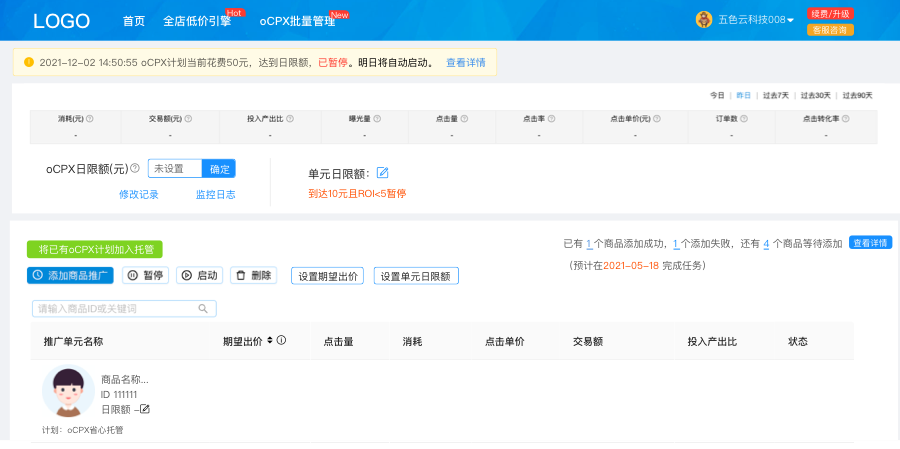 LOGO 首页 全店低价引擎 Hot oCPX批量管理 New 五色云科技008 续费/升级
客服咨询
2021-12-02 14:50:55 oCPX计划当前花费50元，达到日限额，已暂停。明日将自动启动。 查看详情
今日 | 昨日 | 过去7天 | 过去30天 | 过去90天
消耗(元) 交易额(元) 投入产出比 曝光量 点击量 点击率 点击单价(元) 订单数 点击转化率
- - - - - - - - -
oCPX日限额(元) 未设置 确定 单元日限额：
修改记录 监控日志 到达10元且ROI<5暂停
将已有oCPX计划加入托管 已有 1 个商品添加成功，1 个添加失败，还有 4 个商品等待添加 查看详情
添加商品推广 暂停 启动 删除 设置期望出价 设置单元日限额 （预计在2021-05-18 完成任务）
请输入商品ID或关键词
推广单元名称 期望出价 点击量 消耗 点击单价 交易额 投入产出比 状态
商品名称...
ID 111111
日限额 -
计划：oCPX省心托管